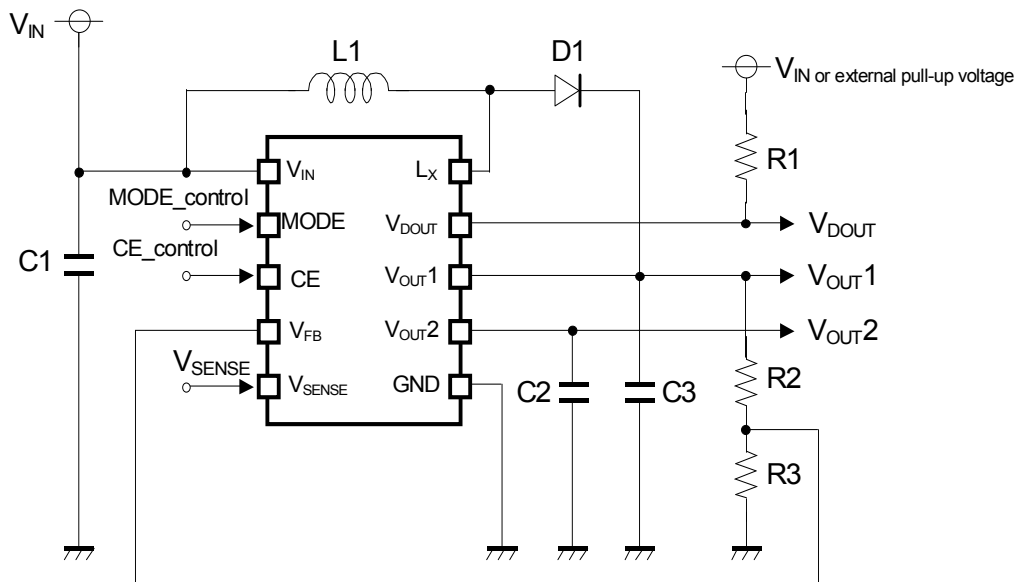 VIN
L1
D1
VIN or external pull-up voltage
R1
VIN
LX
MODE_control
MODE
VDOUT
VDOUT
CE_control
C1
CE
VOUT1
VOUT1
VFB
VOUT2
VOUT2
VSENSE
VSENSE
GND
C2
C3
R2
R3